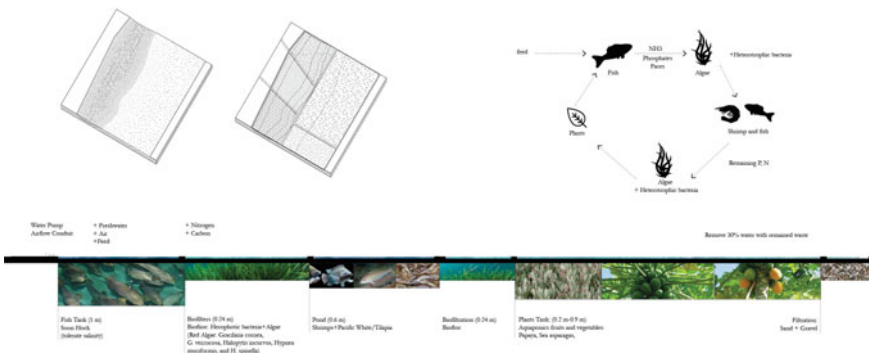 feed
Fish
NH3
Phosphates
Faces
Algae
+Heterotrophic bacteria
Shrimp and fish
Remaining P, N
Algae
+ Heterotrophic bacteria
Plants
Water Pump
Airflow Conduit
+ Freshwater
+ Air
+Feed
+ Nitrogen
+ Carbon
Remove 30% water with remained waste
Fish Tank (1 m)
Snon Hook
(tolerate salinity)
Biofilters (0.24 m)
Biofloc: Heterophic bacteria+Algae
(Red Algae: Gracilaria cornea,
G. verrucosa, Halopytis incurvus, Hypnea
musciformis, and H. spinella)
Pond (0.6 m)
Shrimps+Pacific White/Tilapia
Biofiltration (0.24 m)
Biofloc
Plants Tank: (0.2 m-0.9 m)
Aquaponics fruits and vegetables
Papaya, Sea asparagus,
Filtration
Sand + Gravel